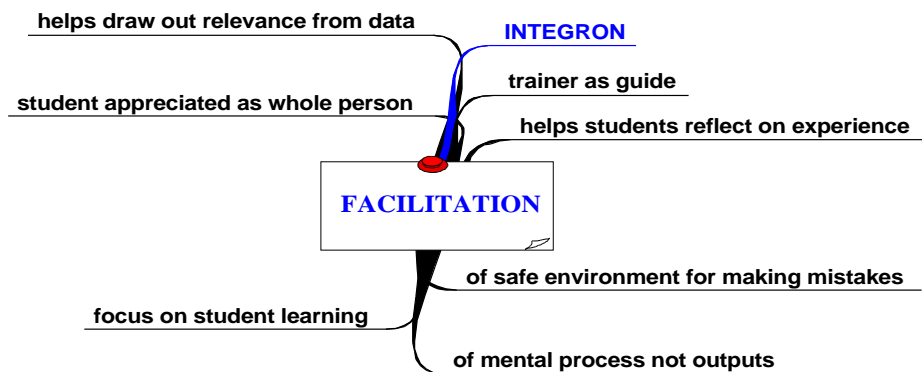 helps draw out relevance from data
INTEGRON
trainer as guide
student appreciated as whole person
helps students reflect on experience
FACILITATION
of safe environment for making mistakes
focus on student learning
of mental process not outputs